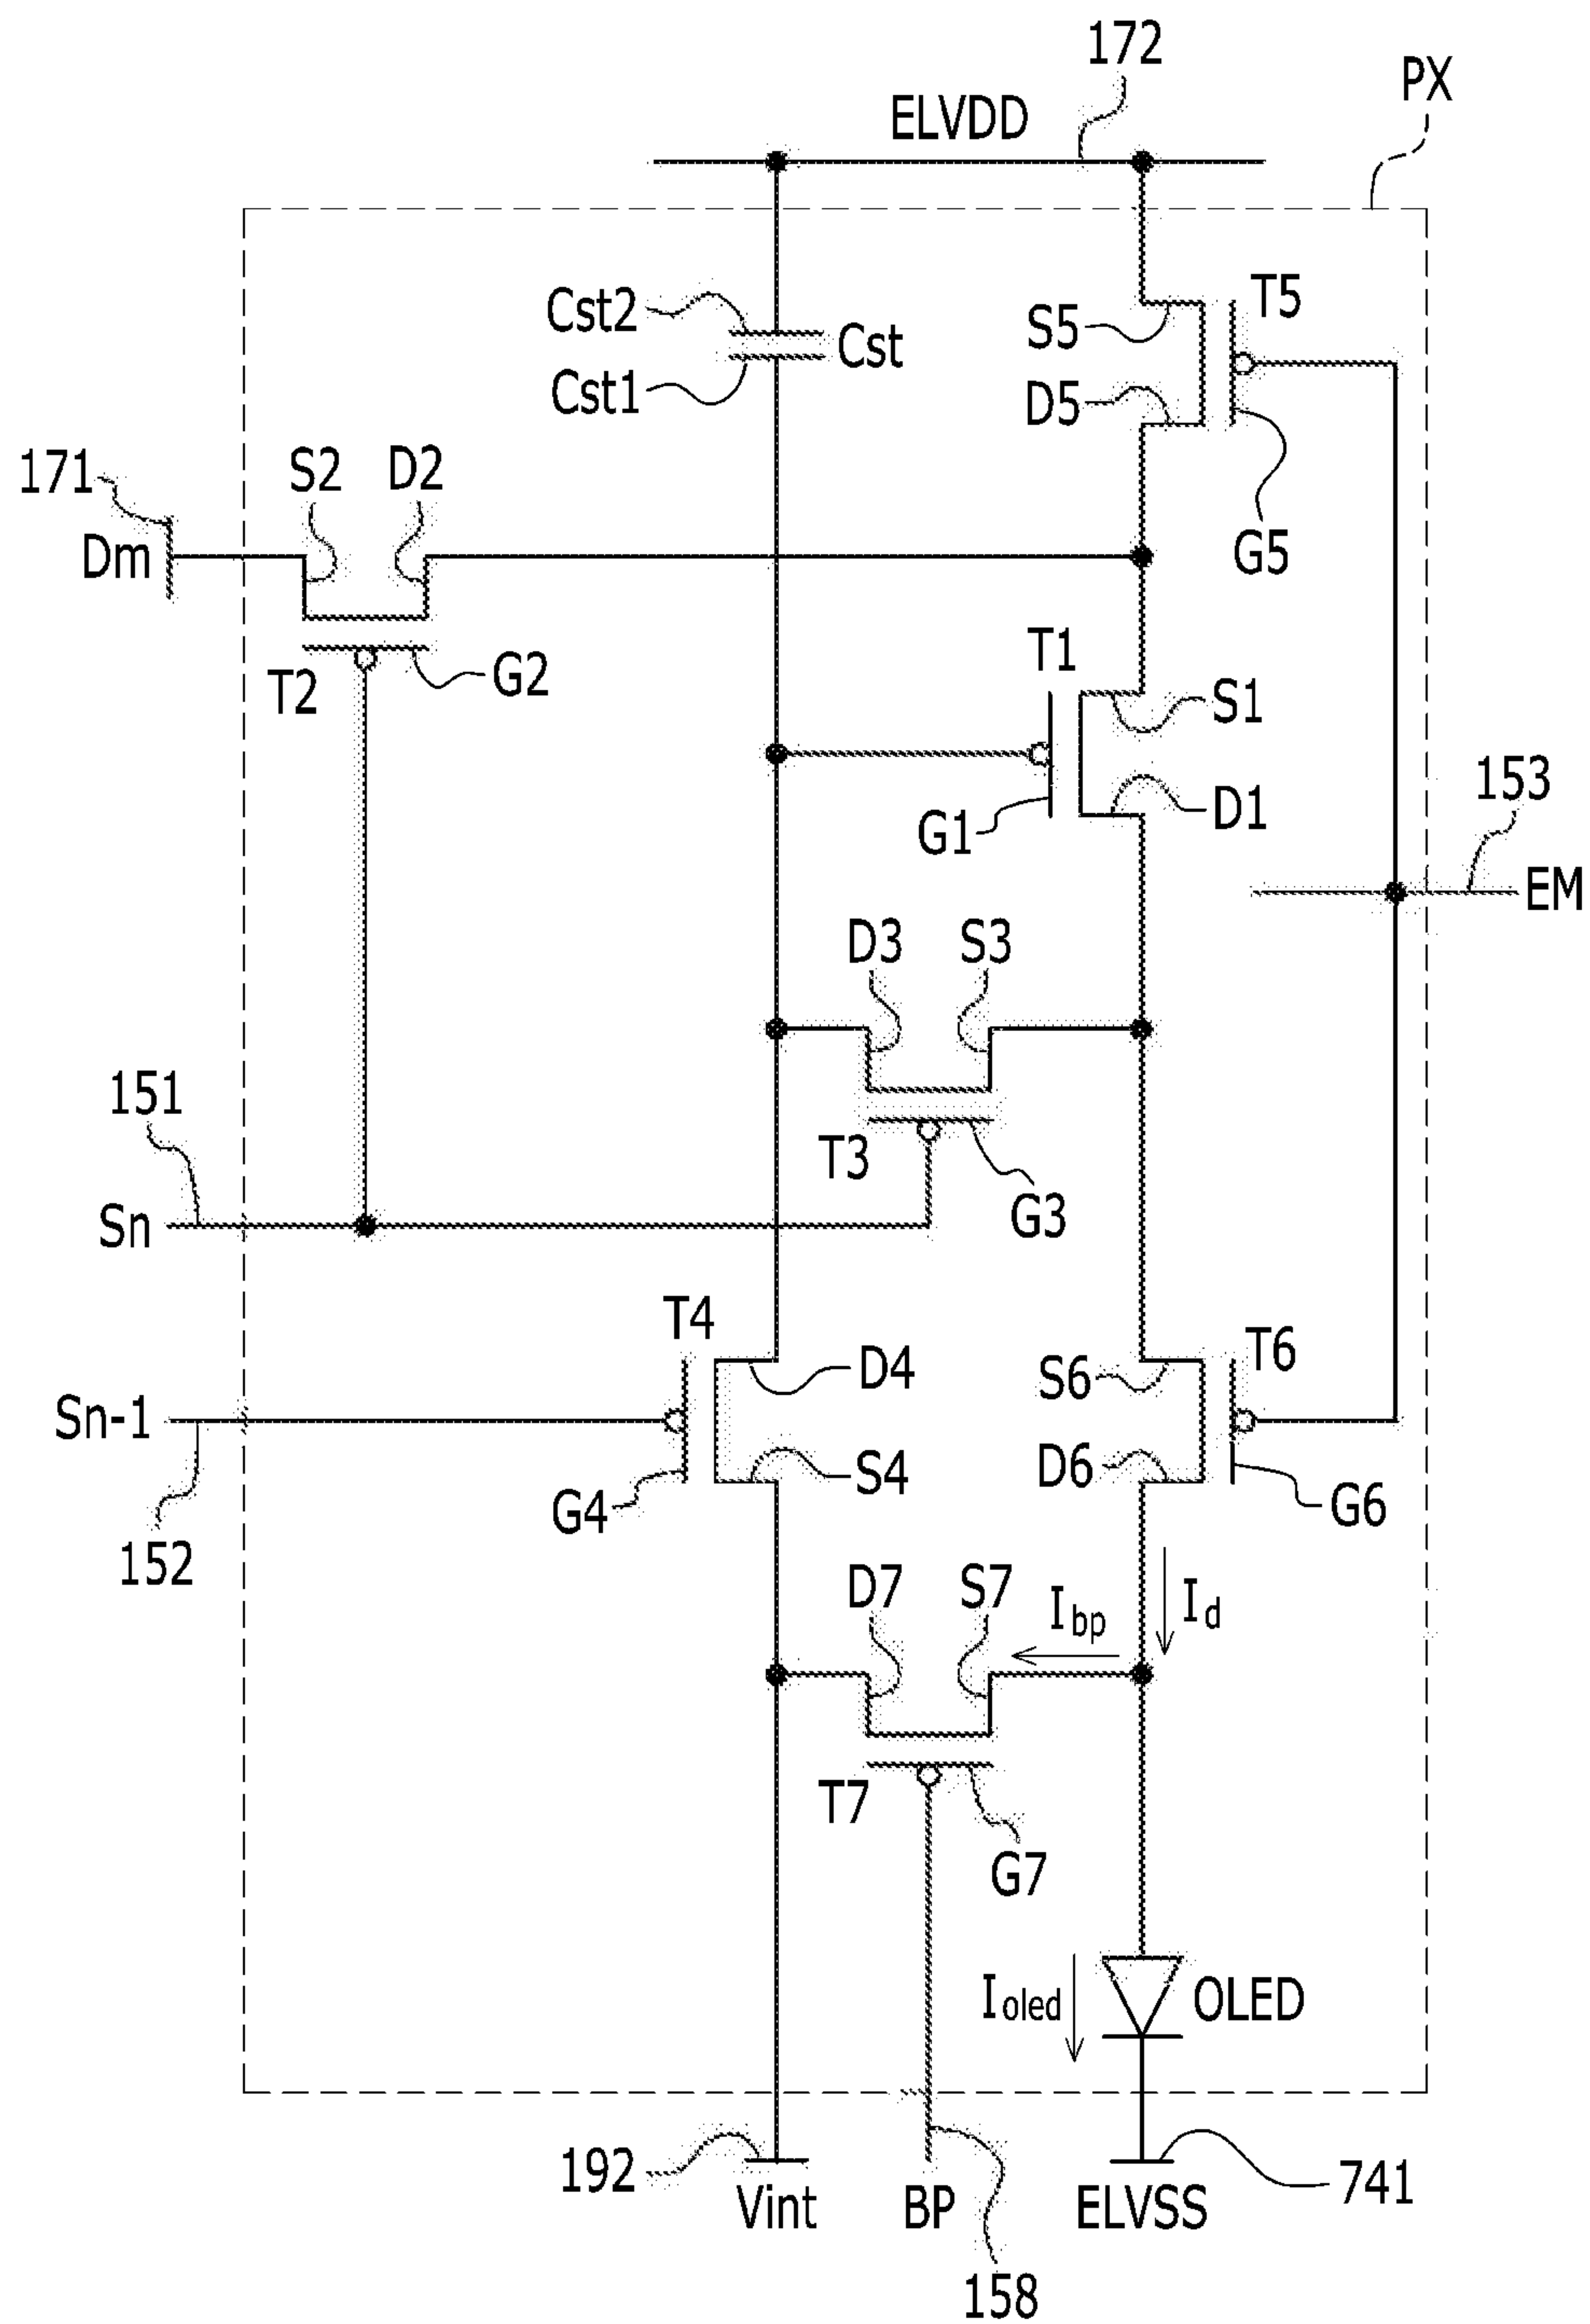 172
PX
ELVDD
Cst2
Cst
Cst1
S5
T5
D5
G5
171
S2
D2
Dm
T2
G2
T1
S1
G1
D1
153
EM
D3
S3
151
T3
G3
Sn
T4
D4
S6
T6
Sn-1
S4
D6
G4
G6
152
D7
S7
Ibp
Id
T7
G7
Ioled
OLED
192
Vint
BP
ELVSS
741
158